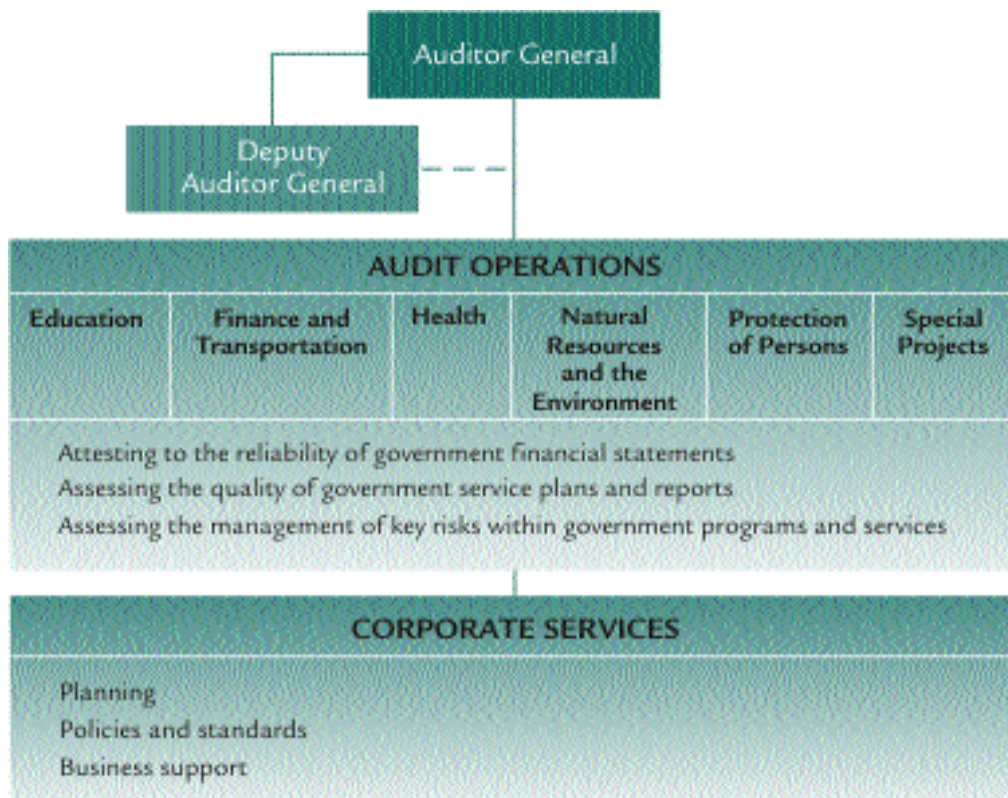 Auditor General
Deputy
Auditor General
AUDIT OPERATIONS
Education
Finance and
Transportation
Health
Natural
Resources
and the
Environment
Protection
of Persons
Special
Projects
Attesting to the reliability of government financial statements
Assessing the quality of government service plans and reports
Assessing the management of key risks within government programs and services
CORPORATE SERVICES
Planning
Policies and standards
Business support